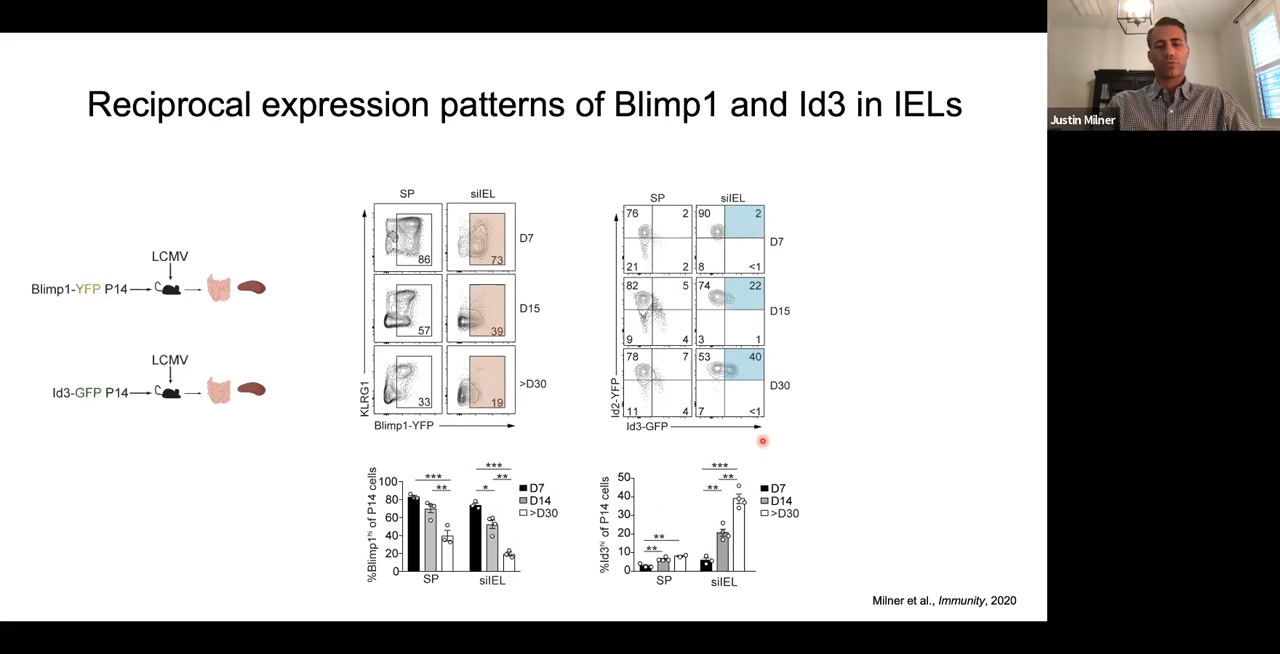 Reciprocal expression patterns of Blimp1 and Id3 in IELs
Justin Milner
LCMV
Blimp1-YFP P14
LCMV
Id3-GFP P14
SP
siIEL
86
73
D7
57
39
D15
33
19
>D30
KLRG1
Blimp1-YFP
SP
siIEL
76 2
90 2
21 2
8 <1
D7
82 5
74 22
9 4
3 1
D15
78 7
53 40
11 4
7 <1
D30
Id2-YFP
Id3-GFP
%Blimp1hi of P14 cells
100
80
60
40
20
0
***
**
***
**
*
SP
siIEL
D7
D14
>D30
%Id3hi of P14 cells
50
40
30
20
10
0
**
**
***
**
**
SP
siIEL
D7
D14
>D30
Milner et al., Immunity, 2020